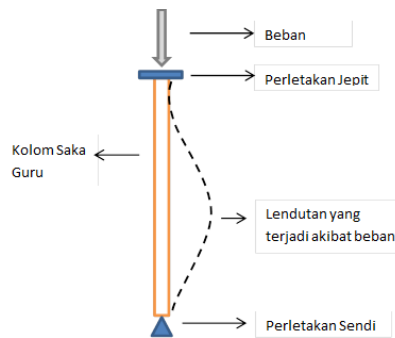 Beban
Perletakan Jepit
Kolom Saka
Guru
Lendutan yang
terjadi akibat beban
Perletakan Sendi